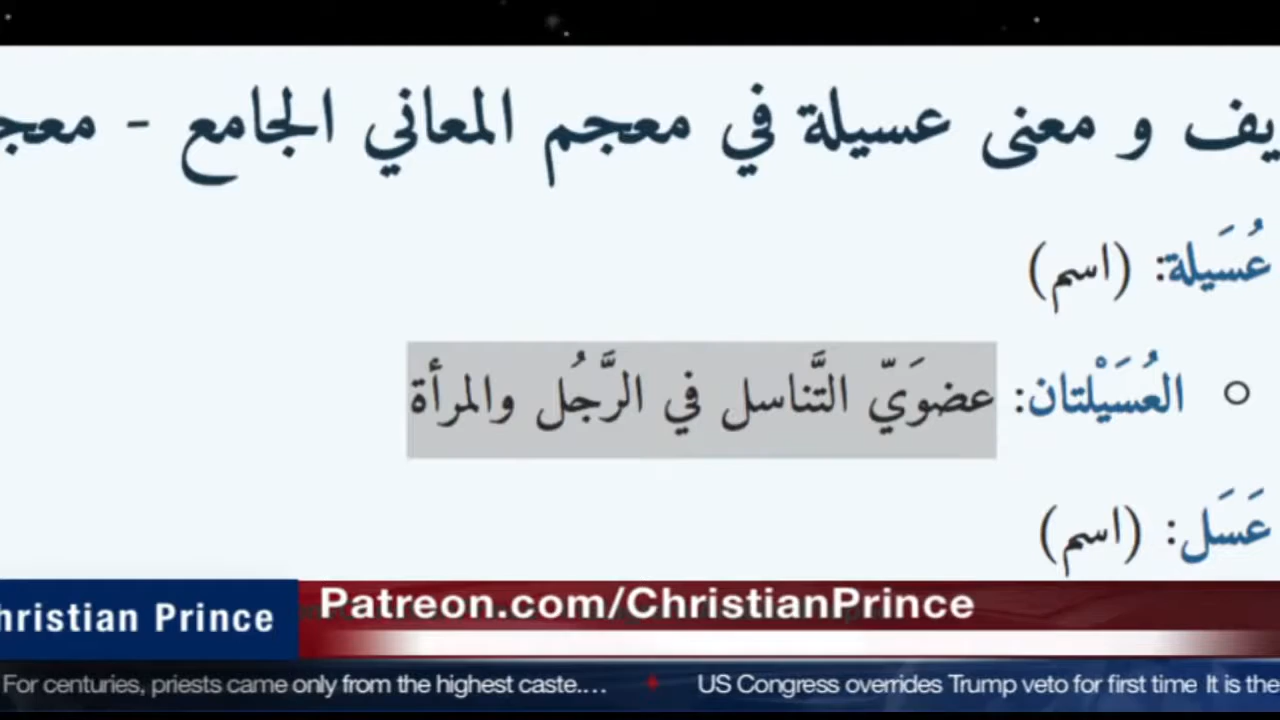 يف و معنى عسيلة في معجم المعاني الجامع - معج
عُسَيلة: (اسم)
○ العُسَيْلتان: عضوَيّ التَّناسل في الرَّجُل والمرأة
عَسَل: (اسم)
hristian Prince
Patreon.com/ChristianPrince
For centuries, priests came only from the highest caste.... ♦ US Congress overrides Trump veto for first time It is the